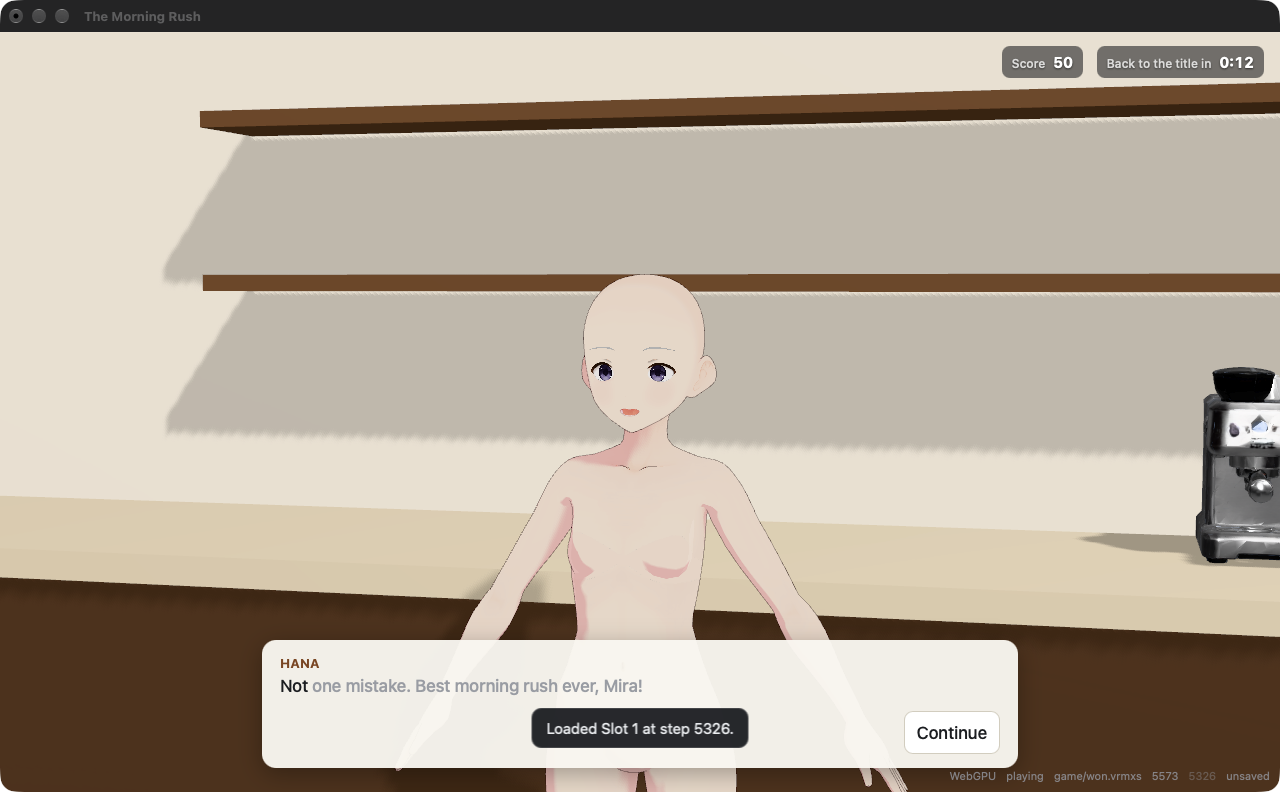 The Morning Rush
Score 50
Back to the title in 0:12
HANA
Not one mistake. Best morning rush ever, Mira!
Loaded Slot 1 at step 5326.
Continue
WebGPU playing game/won.vrmxs 5573 5326 unsaved